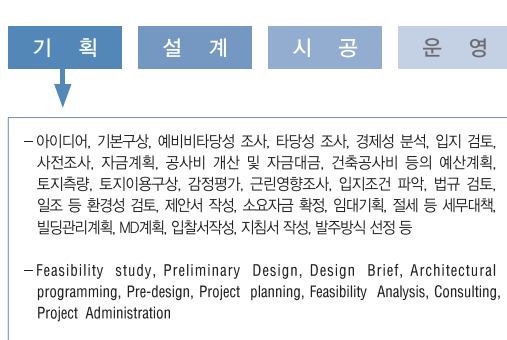 기 획 설 계 시 공 운 영
– 아이디어, 기본구상, 예비비타당성 조사, 타당성 조사, 경제성 분석, 입지 검토,
사전조사, 자금계획, 공사비 개산 및 자금대금, 건축공사비 등의 예산계획,
토지측량, 토지이용구상, 감정평가, 근린영향조사, 입지조건 파악, 법규 검토,
일조 등 환경성 검토, 제안서 작성, 소요자금 확정, 임대기획, 절세 등 세무대책,
빌딩관리계획, MD계획, 입찰서작성, 지침서 작성, 발주방식 선정 등
– Feasibility study, Preliminary Design, Design Brief, Architectural
programming, Pre-design, Project planning, Feasibility Analysis, Consulting,
Project Administration